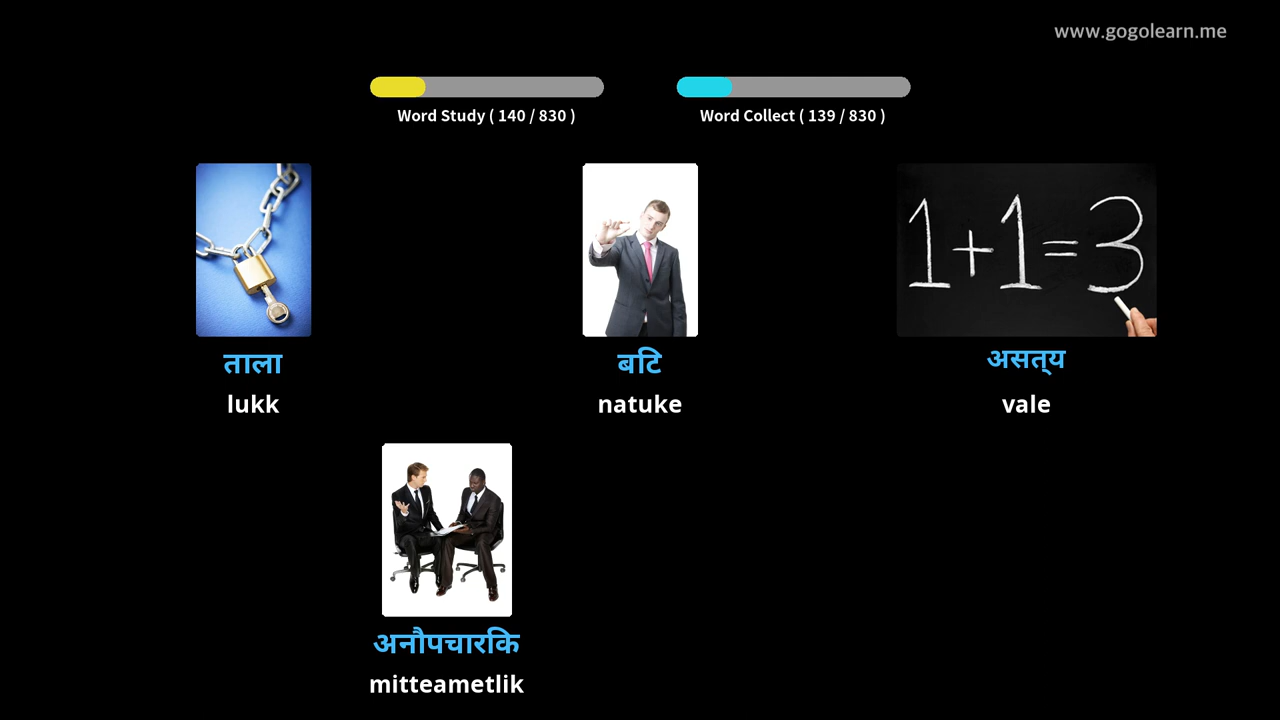 www.gogolearn.me
Word Study ( 140 / 830 )
Word Collect ( 139 / 830 )
1+1=3
ताला
बटि
असत्य
lukk
natuke
vale
अनौपचारकि
mitteametlik